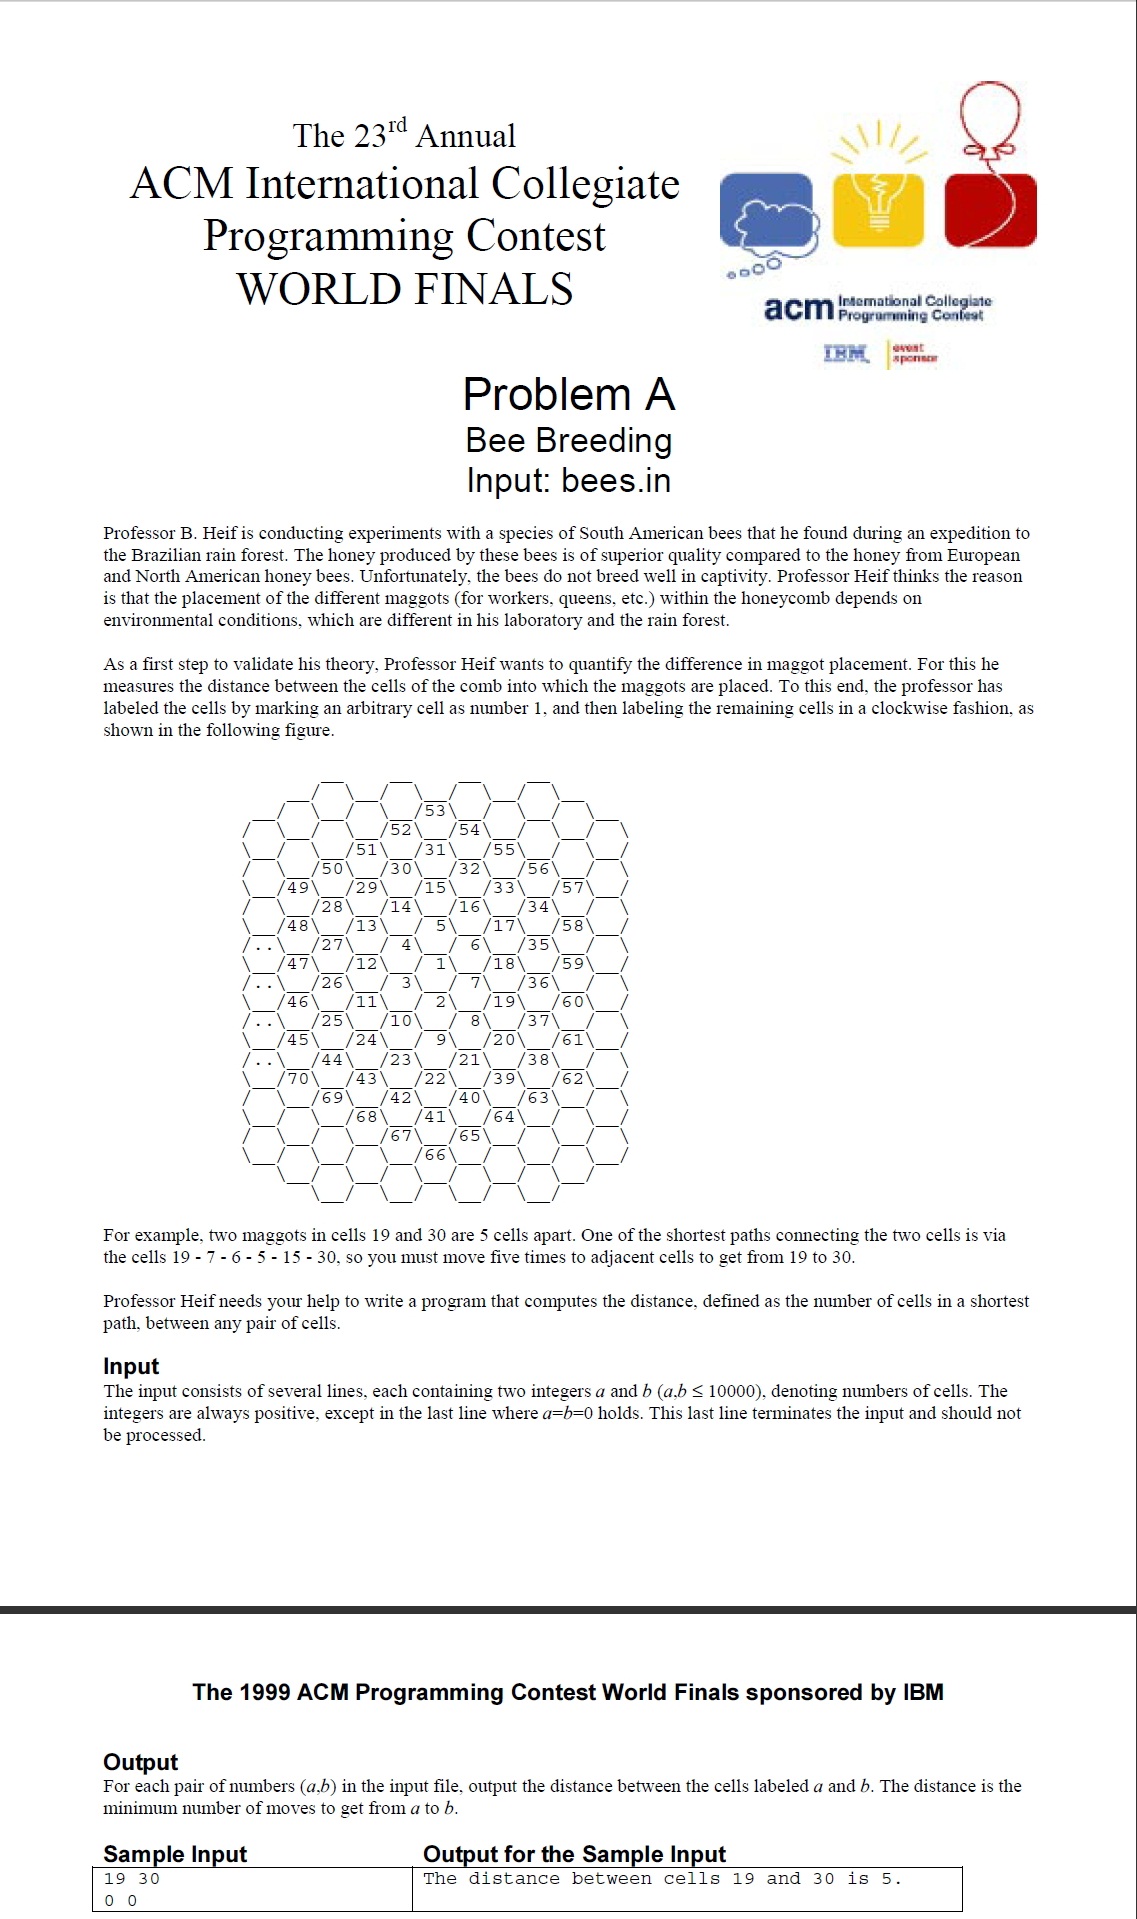 The 23rd Annual
ACM International Collegiate
Programming Contest
WORLD FINALS
acm International Collegiate
Programming Contest
IBM event
sponsor
Problem A
Bee Breeding
Input: bees.in
Professor B. Heif is conducting experiments with a species of South American bees that he found during an expedition to
the Brazilian rain forest. The honey produced by these bees is of superior quality compared to the honey from European
and North American honey bees. Unfortunately, the bees do not breed well in captivity. Professor Heif thinks the reason
is that the placement of the different maggots (for workers, queens, etc.) within the honeycomb depends on
environmental conditions, which are different in his laboratory and the rain forest.
As a first step to validate his theory, Professor Heif wants to quantify the difference in maggot placement. For this he
measures the distance between the cells of the comb into which the maggots are placed. To this end, the professor has
labeled the cells by marking an arbitrary cell as number 1, and then labeling the remaining cells in a clockwise fashion, as
shown in the following figure.
53
52 54
51 31 55
50 30 32 56
49 29 15 33 57
28 14 16 34
48 13 5 17 58
.. 27 4 6 35
47 12 1 18 59
.. 26 3 7 36
46 11 2 19 60
.. 25 10 8 37
45 24 9 20 61
.. 44 23 21 38
70 43 22 39 62
69 42 40 63
68 41 64
67 65
66
For example, two maggots in cells 19 and 30 are 5 cells apart. One of the shortest paths connecting the two cells is via
the cells 19 - 7 - 6 - 5 - 15 - 30, so you must move five times to adjacent cells to get from 19 to 30.
Professor Heif needs your help to write a program that computes the distance, defined as the number of cells in a shortest
path, between any pair of cells.
Input
The input consists of several lines, each containing two integers a and b (a,b ≤ 10000), denoting numbers of cells. The
integers are always positive, except in the last line where a=b=0 holds. This last line terminates the input and should not
be processed.
The 1999 ACM Programming Contest World Finals sponsored by IBM
Output
For each pair of numbers (a,b) in the input file, output the distance between the cells labeled a and b. The distance is the
minimum number of moves to get from a to b.
Sample Input Output for the Sample Input
19 30 The distance between cells 19 and 30 is 5.
0 0